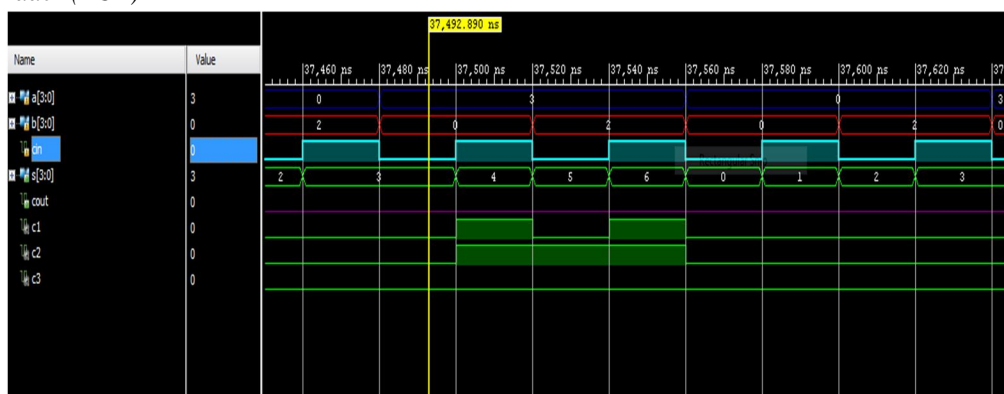 37,492.890 ns
Name Value
37,460 ns 37,480 ns 37,500 ns 37,520 ns 37,540 ns 37,560 ns 37,580 ns 37,600 ns 37,620 ns 37
a[3:0] 3 0 3 0 3
b[3:0] 0 2 0 2 0 2 0
cin 0
s[3:0] 3 2 3 4 5 6 0 1 2 3
cout 0
c1 0
c2 0
c3 0